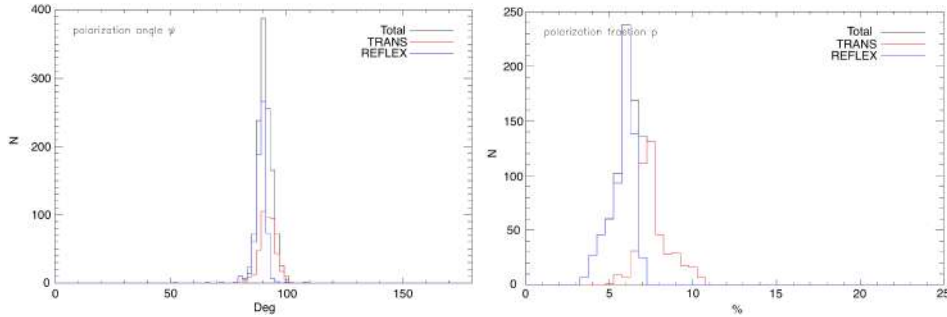 polarization angle ψ
Total
TRANS
REFLEX
400
300
200
100
0
N
0
50
100
150
Deg
polarization fraction p
Total
TRANS
REFLEX
250
200
150
100
50
0
N
0
5
10
15
20
25
%